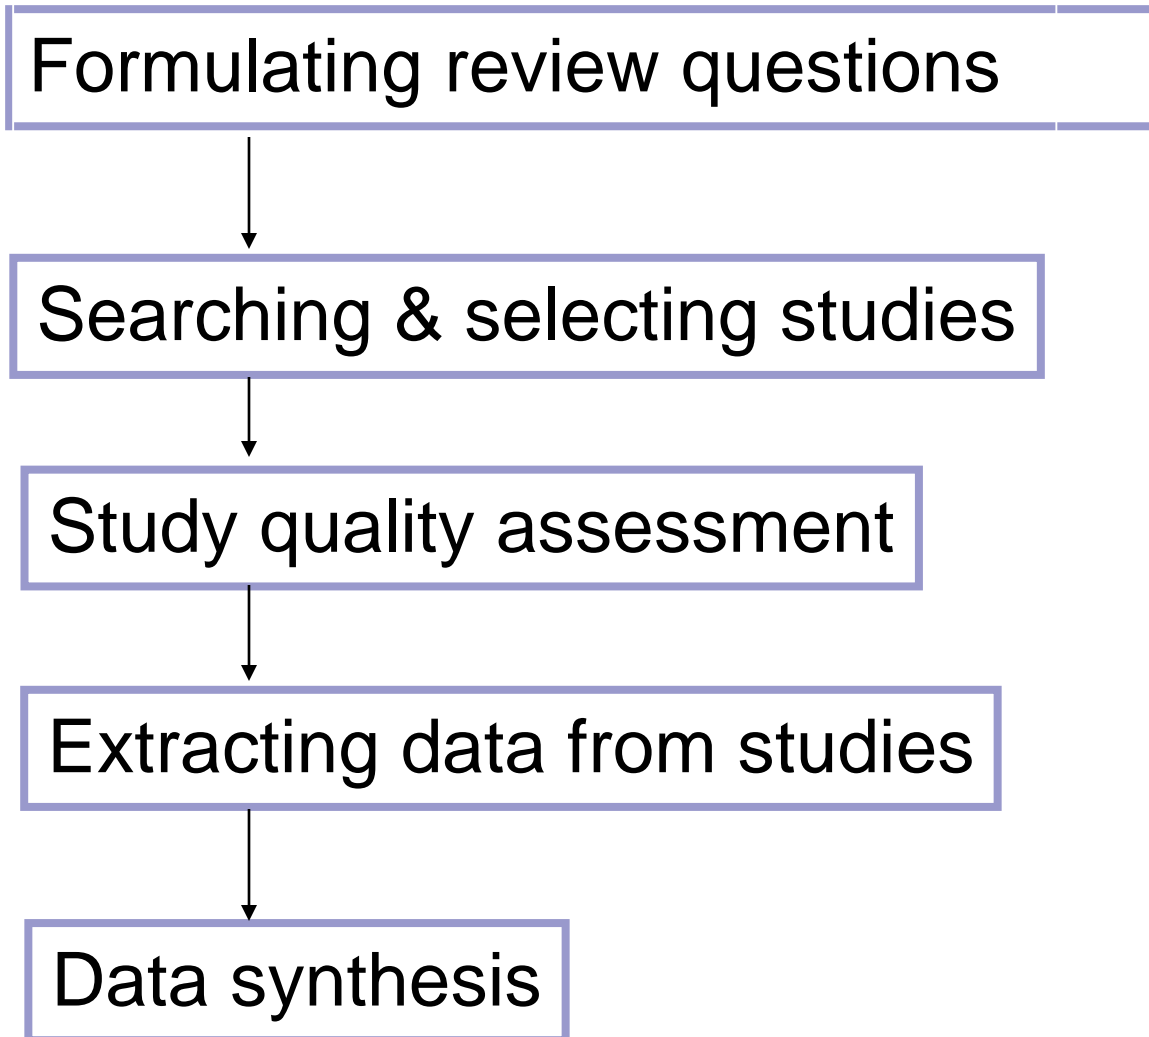 Formulating review questions
Searching & selecting studies
Study quality assessment
Extracting data from studies
Data synthesis